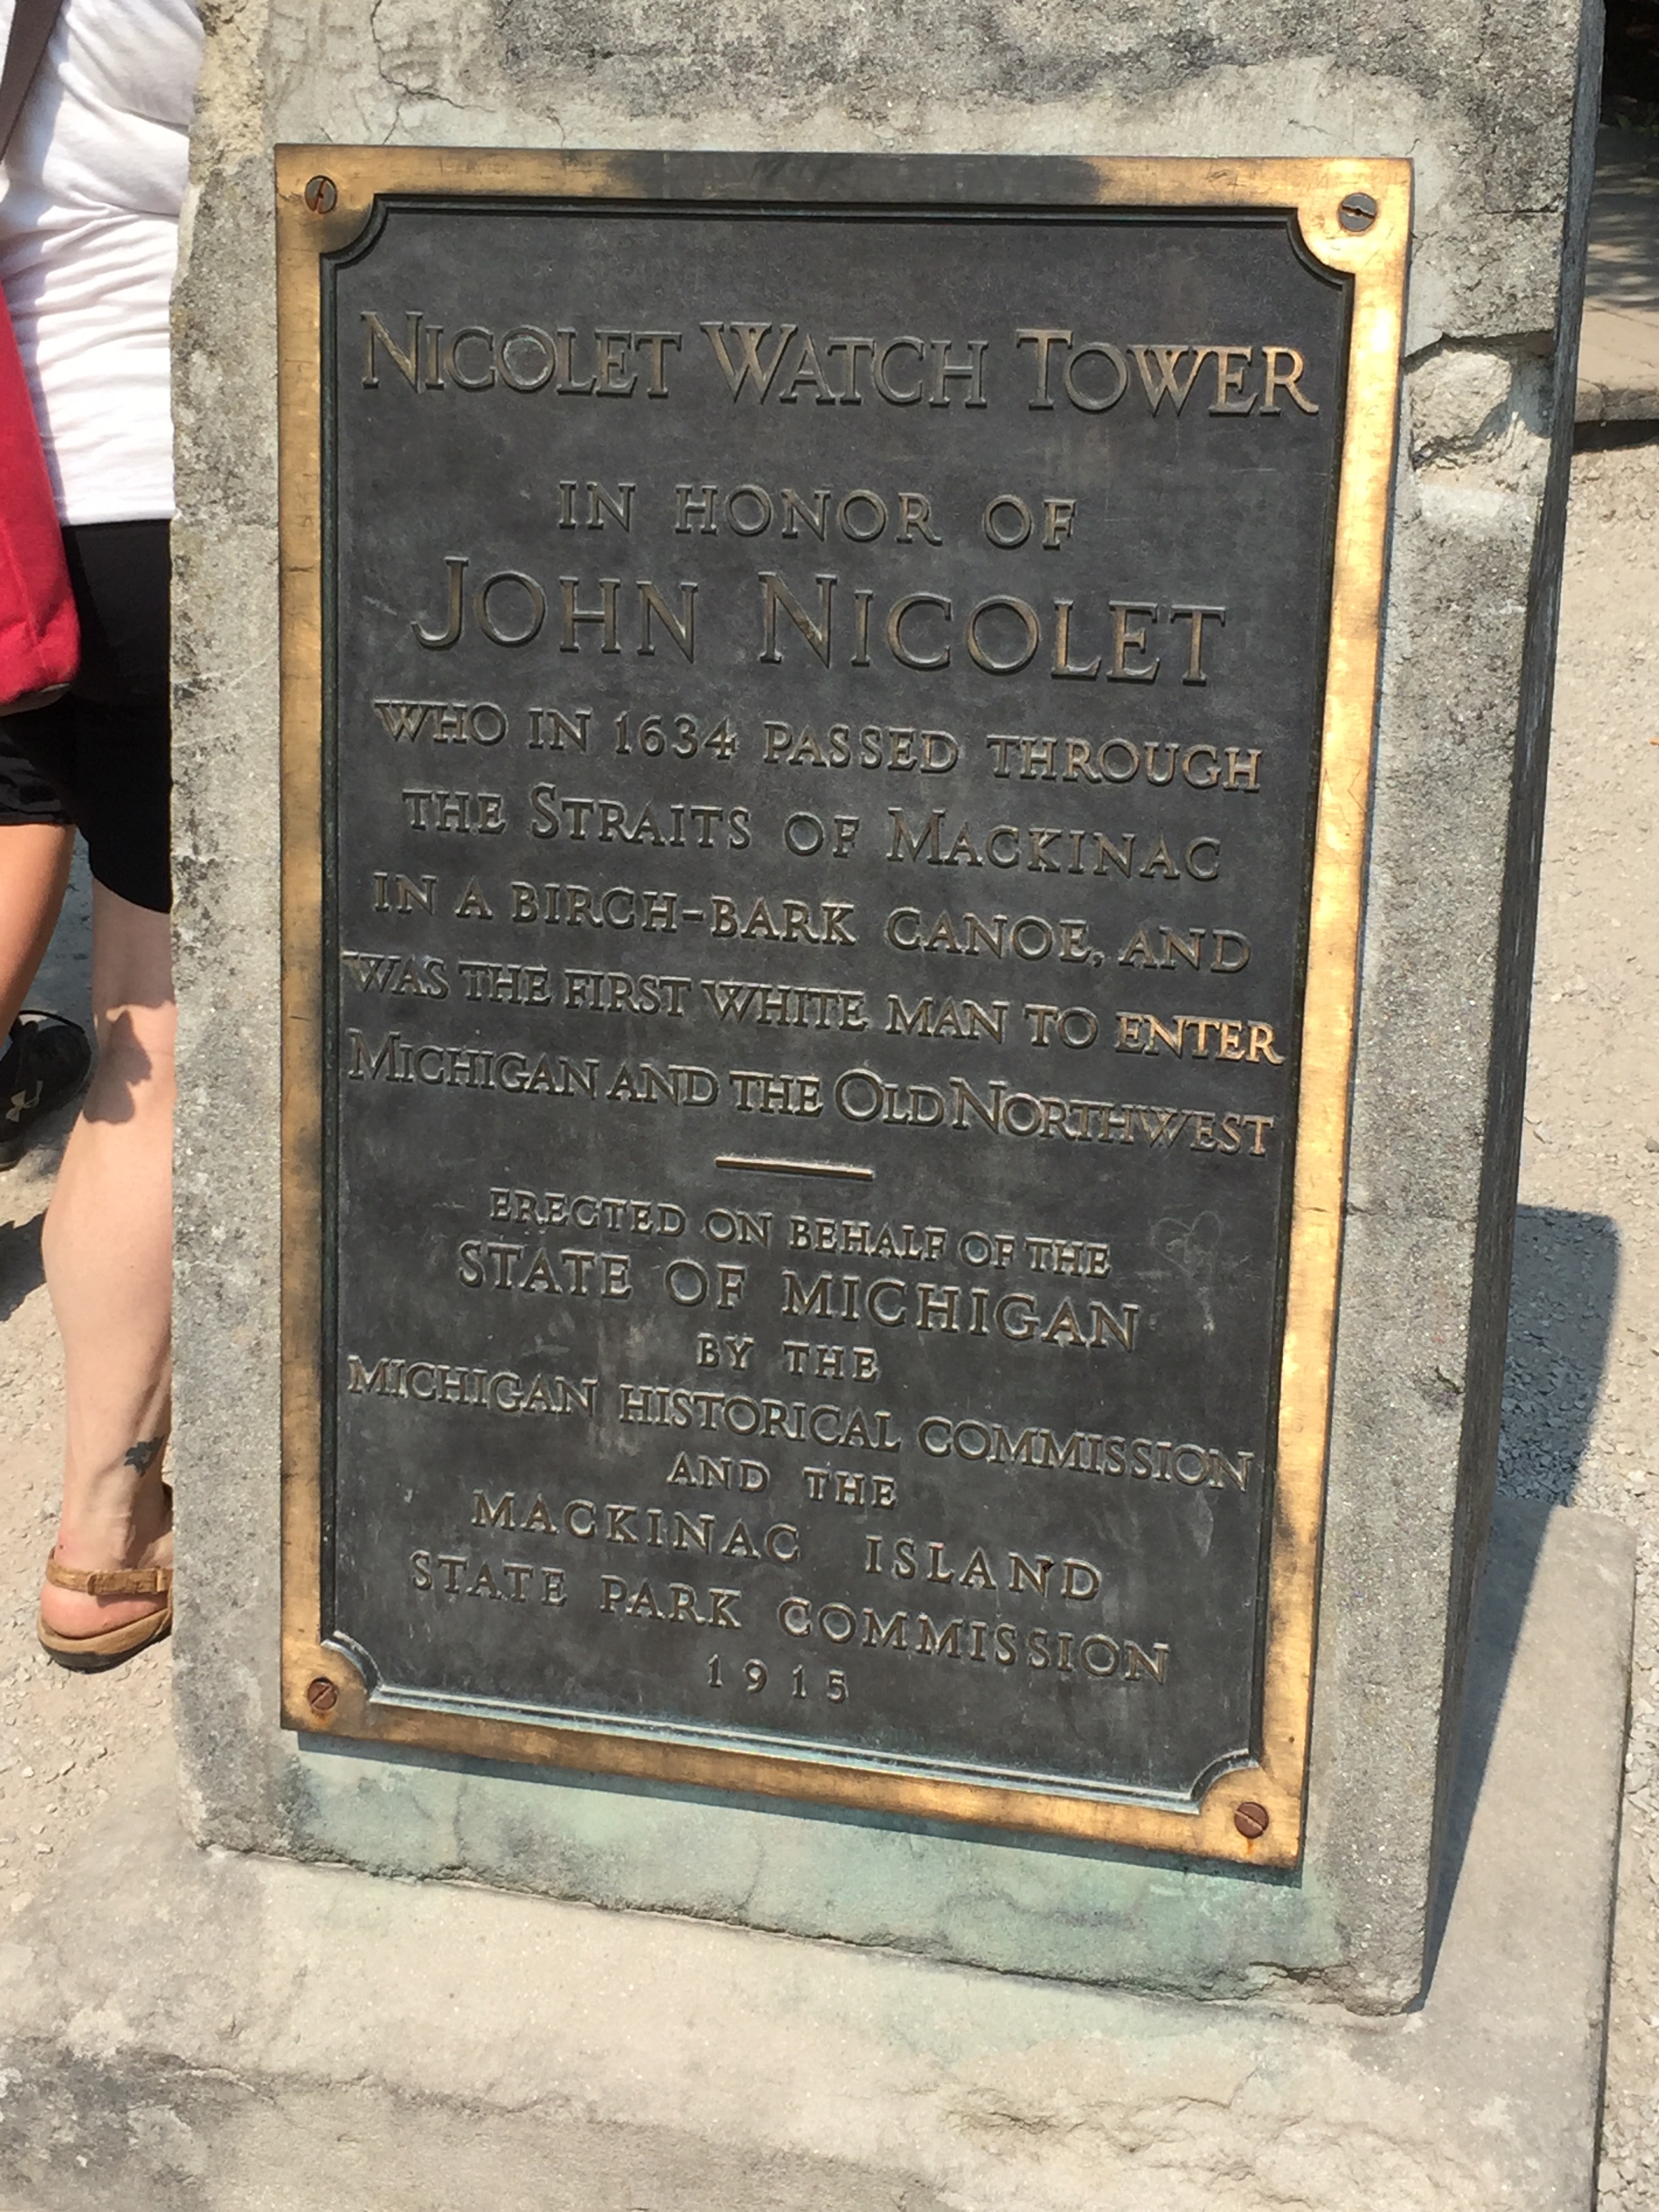 NICOLET WATCH TOWER
IN HONOR OF
JOHN NICOLET
WHO IN 1634 PASSED THROUGH
THE STRAITS OF MACKINAC
IN A BIRCH-BARK CANOE, AND
WAS THE FIRST WHITE MAN TO ENTER
MICHIGAN AND THE OLD NORTHWEST
ERECTED ON BEHALF OF THE
STATE OF MICHIGAN
BY THE
MICHIGAN HISTORICAL COMMISSION
AND THE
MACKINAC ISLAND
STATE PARK COMMISSION
1915